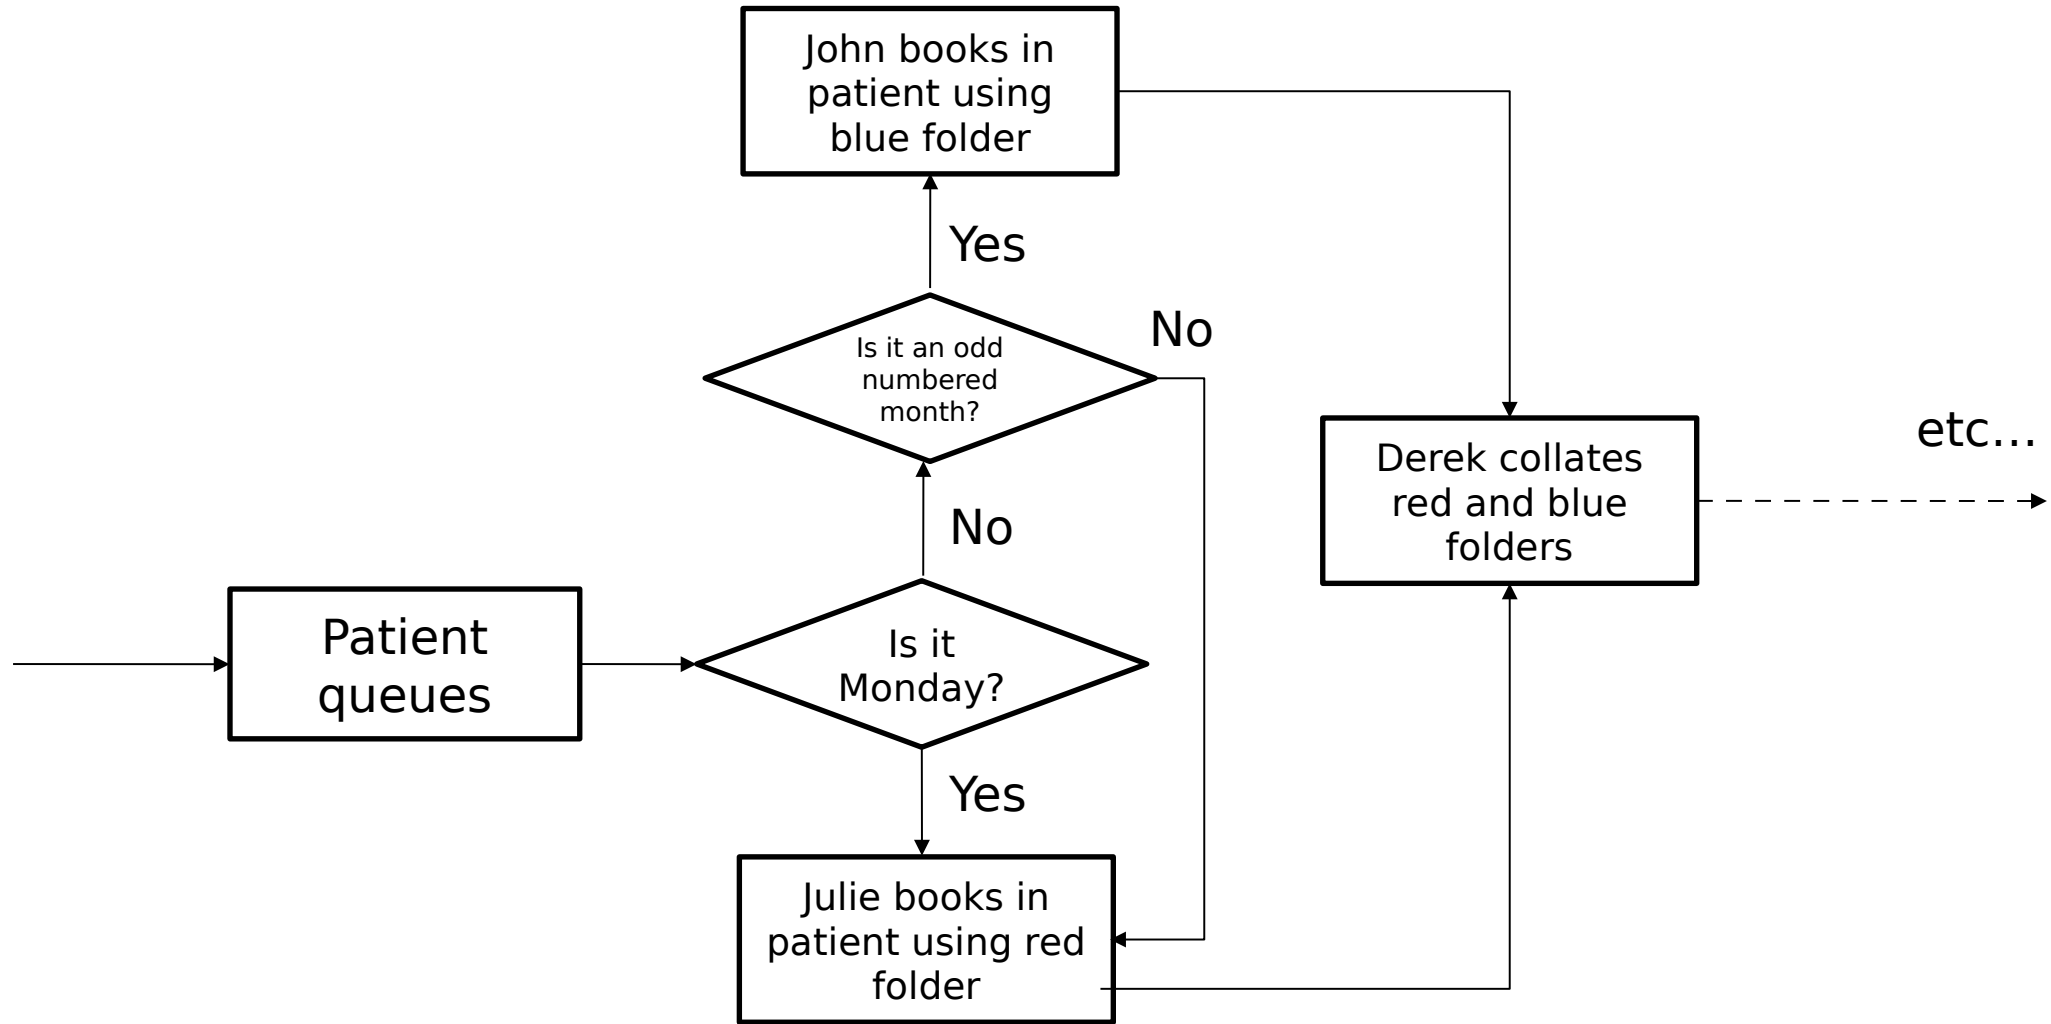 John books in
patient using
blue folder
Yes
Is it an odd
numbered
month?
No
No
Patient
queues
Is it
Monday?
Yes
Julie books in
patient using red
folder
Derek collates
red and blue
folders
etc...